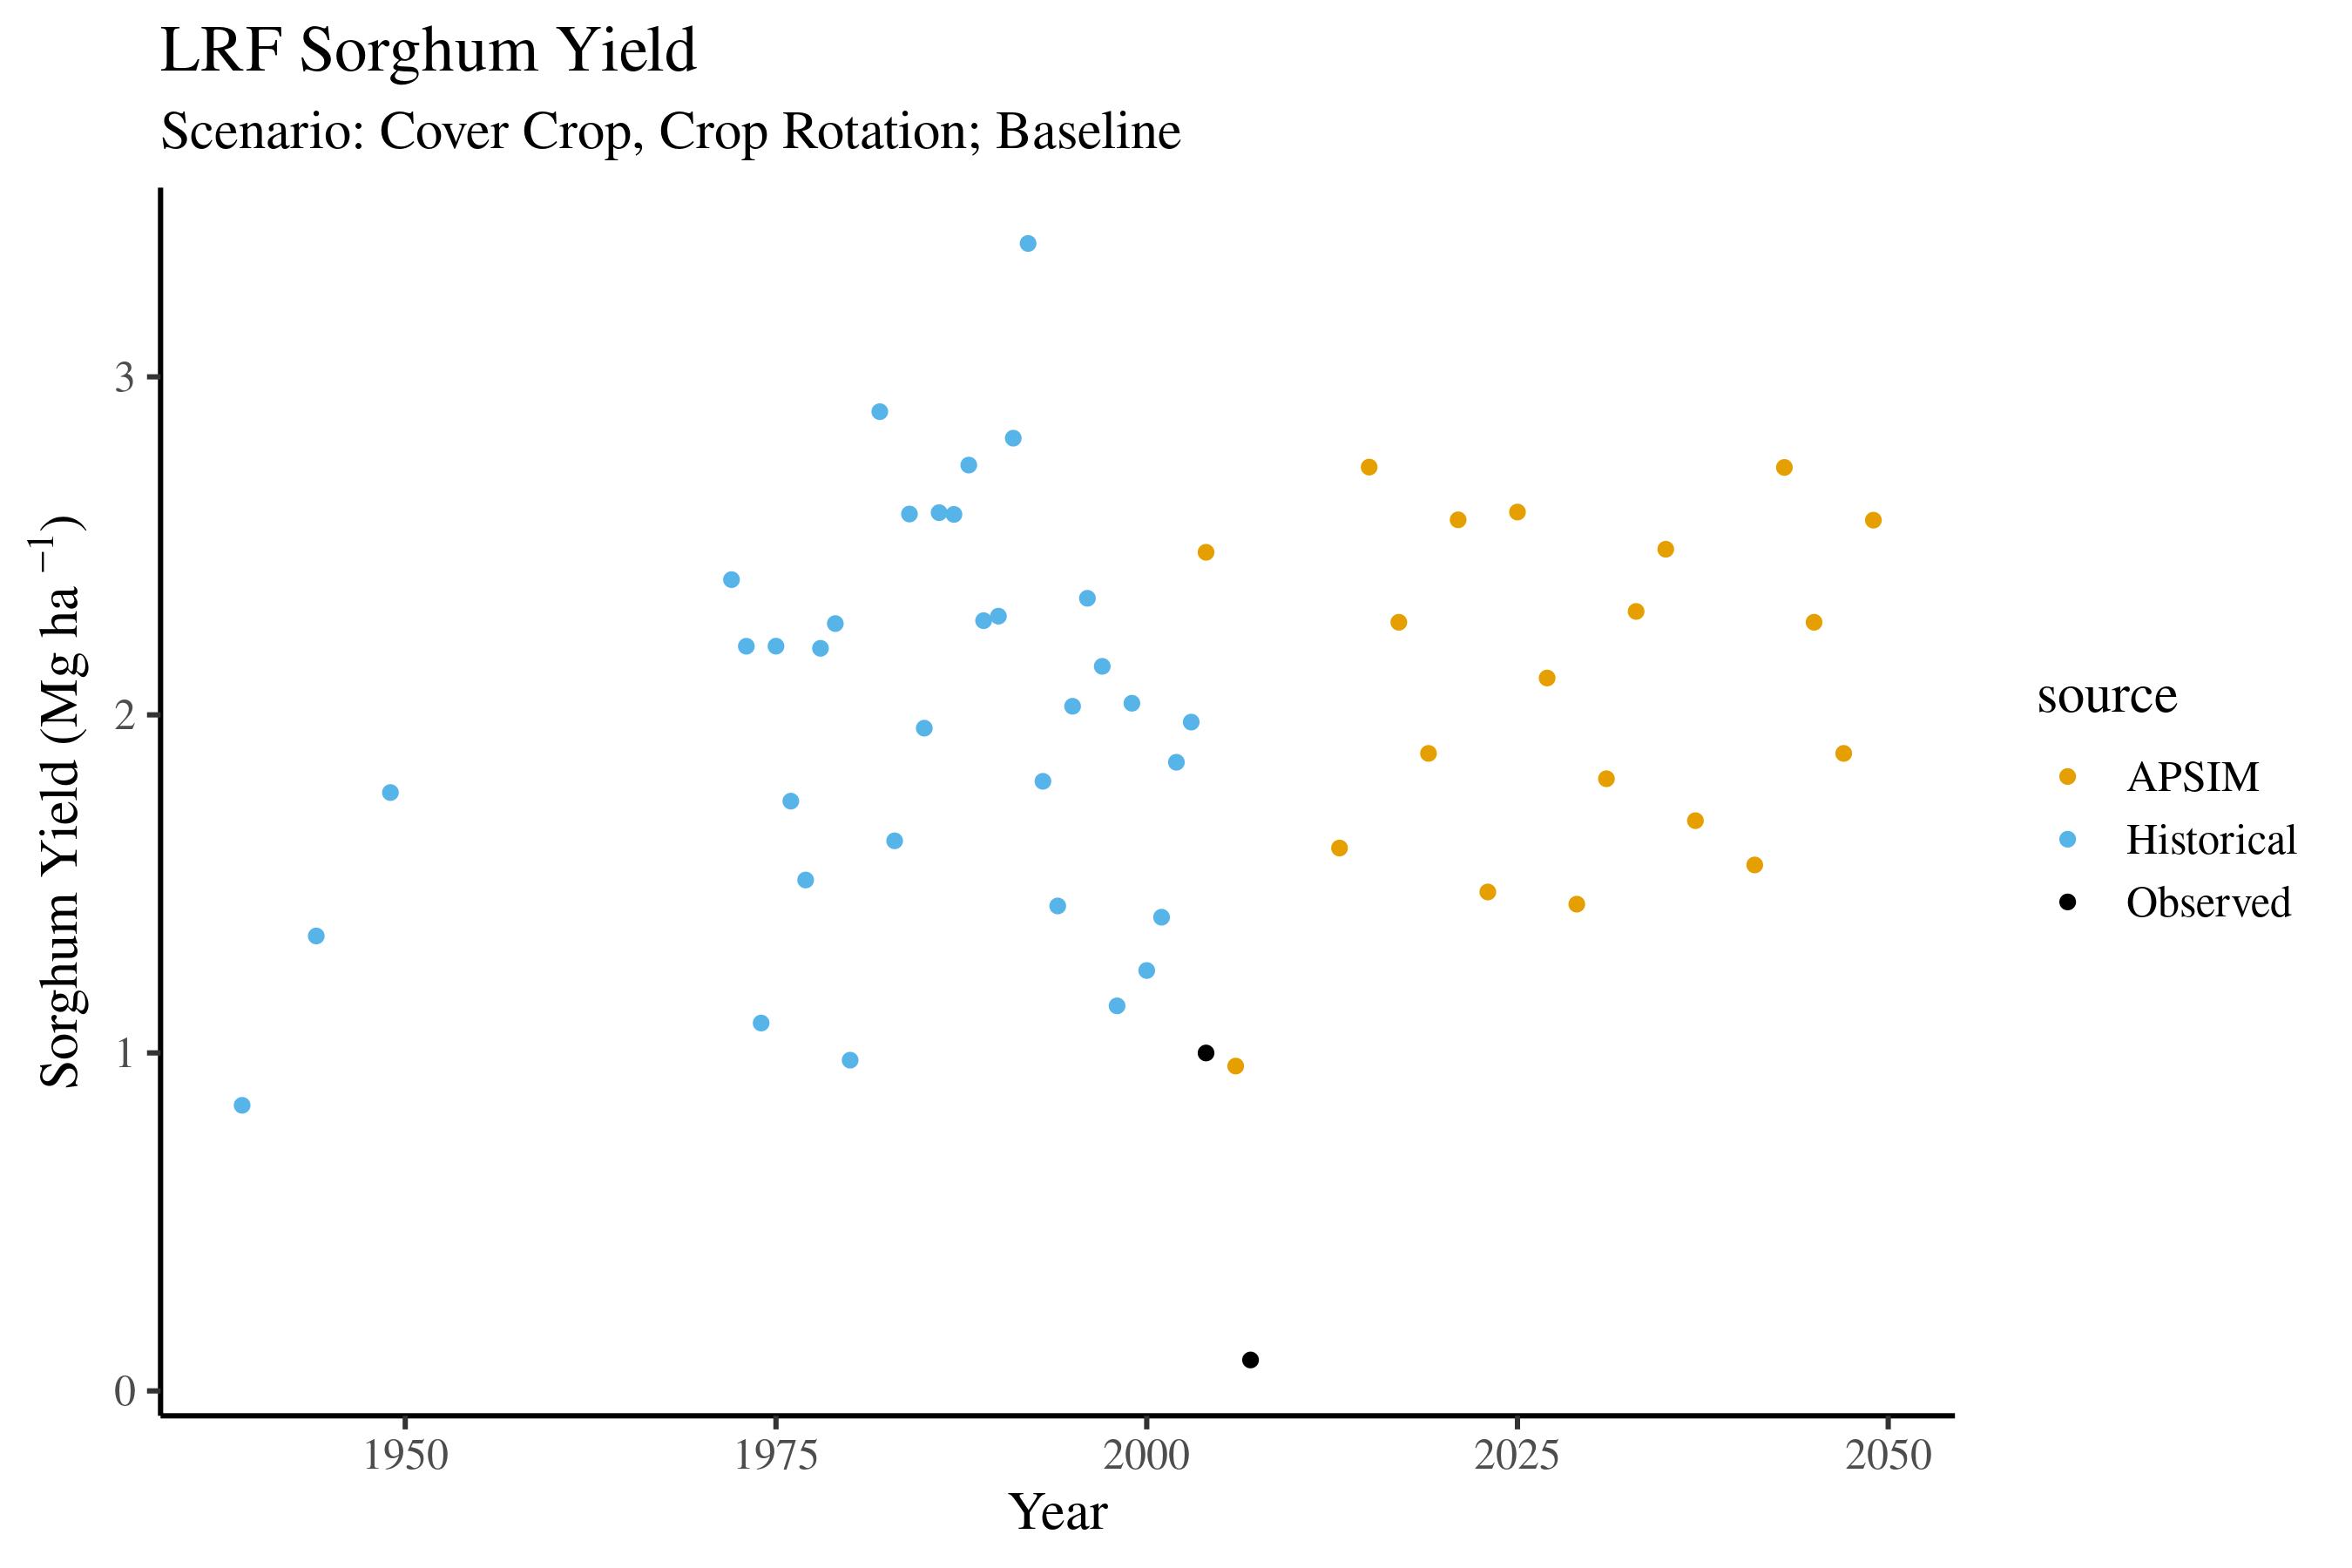 LRF Sorghum Yield
Scenario: Cover Crop, Crop Rotation; Baseline
Sorghum Yield (Mg ha −1)
3
2
1
0
1950
1975
2000
2025
2050
Year
source
APSIM
Historical
Observed